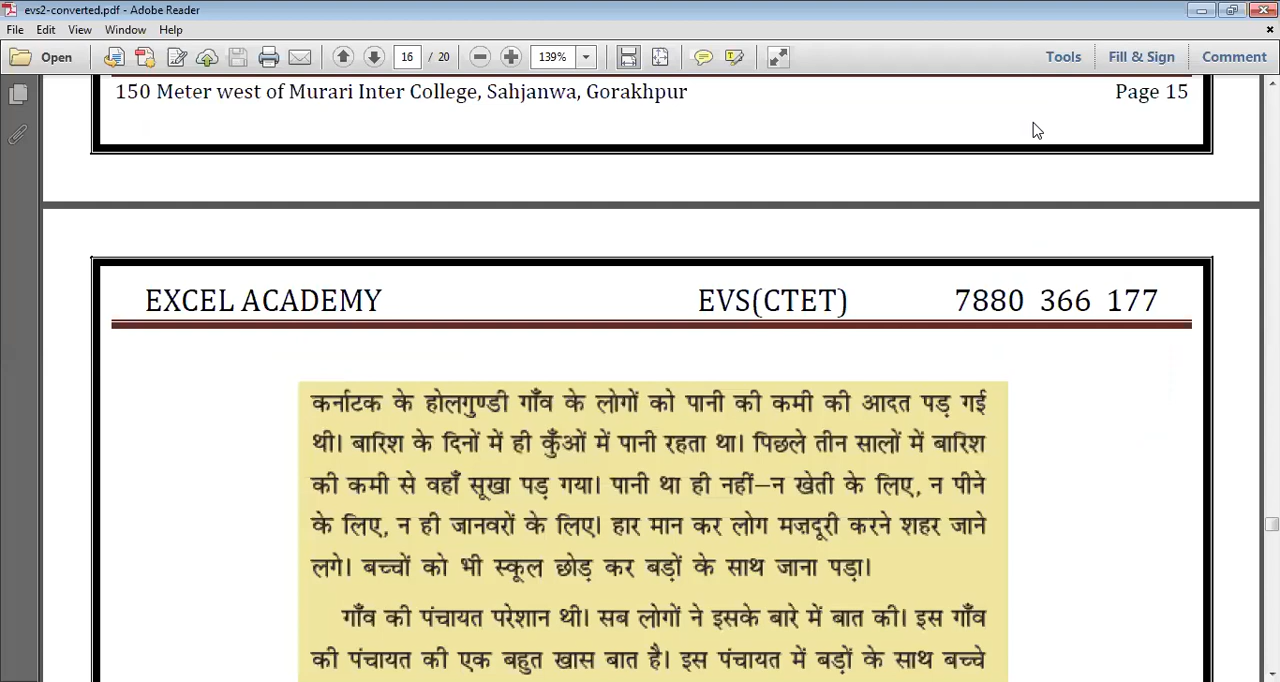 evs2-converted.pdf - Adobe Reader
File Edit View Window Help
Open 16 / 20 139% Tools Fill & Sign Comment
150 Meter west of Murari Inter College, Sahjanwa, Gorakhpur Page 15
EXCEL ACADEMY EVS(CTET) 7880 366 177
कर्नाटक के होलगुण्डी गाँव के लोगों को पानी की कमी की आदत पड़ गई
थी। बारिश के दिनों में ही कुँओं में पानी रहता था। पिछले तीन सालों में बारिश
की कमी से वहाँ सूखा पड़ गया। पानी था ही नहीं–न खेती के लिए, न पीने
के लिए, न ही जानवरों के लिए। हार मान कर लोग मज़दूरी करने शहर जाने
लगे। बच्चों को भी स्कूल छोड़ कर बड़ों के साथ जाना पड़ा।
गाँव की पंचायत परेशान थी। सब लोगों ने इसके बारे में बात की। इस गाँव
की पंचायत की एक बहुत खास बात है। इस पंचायत में बड़ों के साथ बच्चे